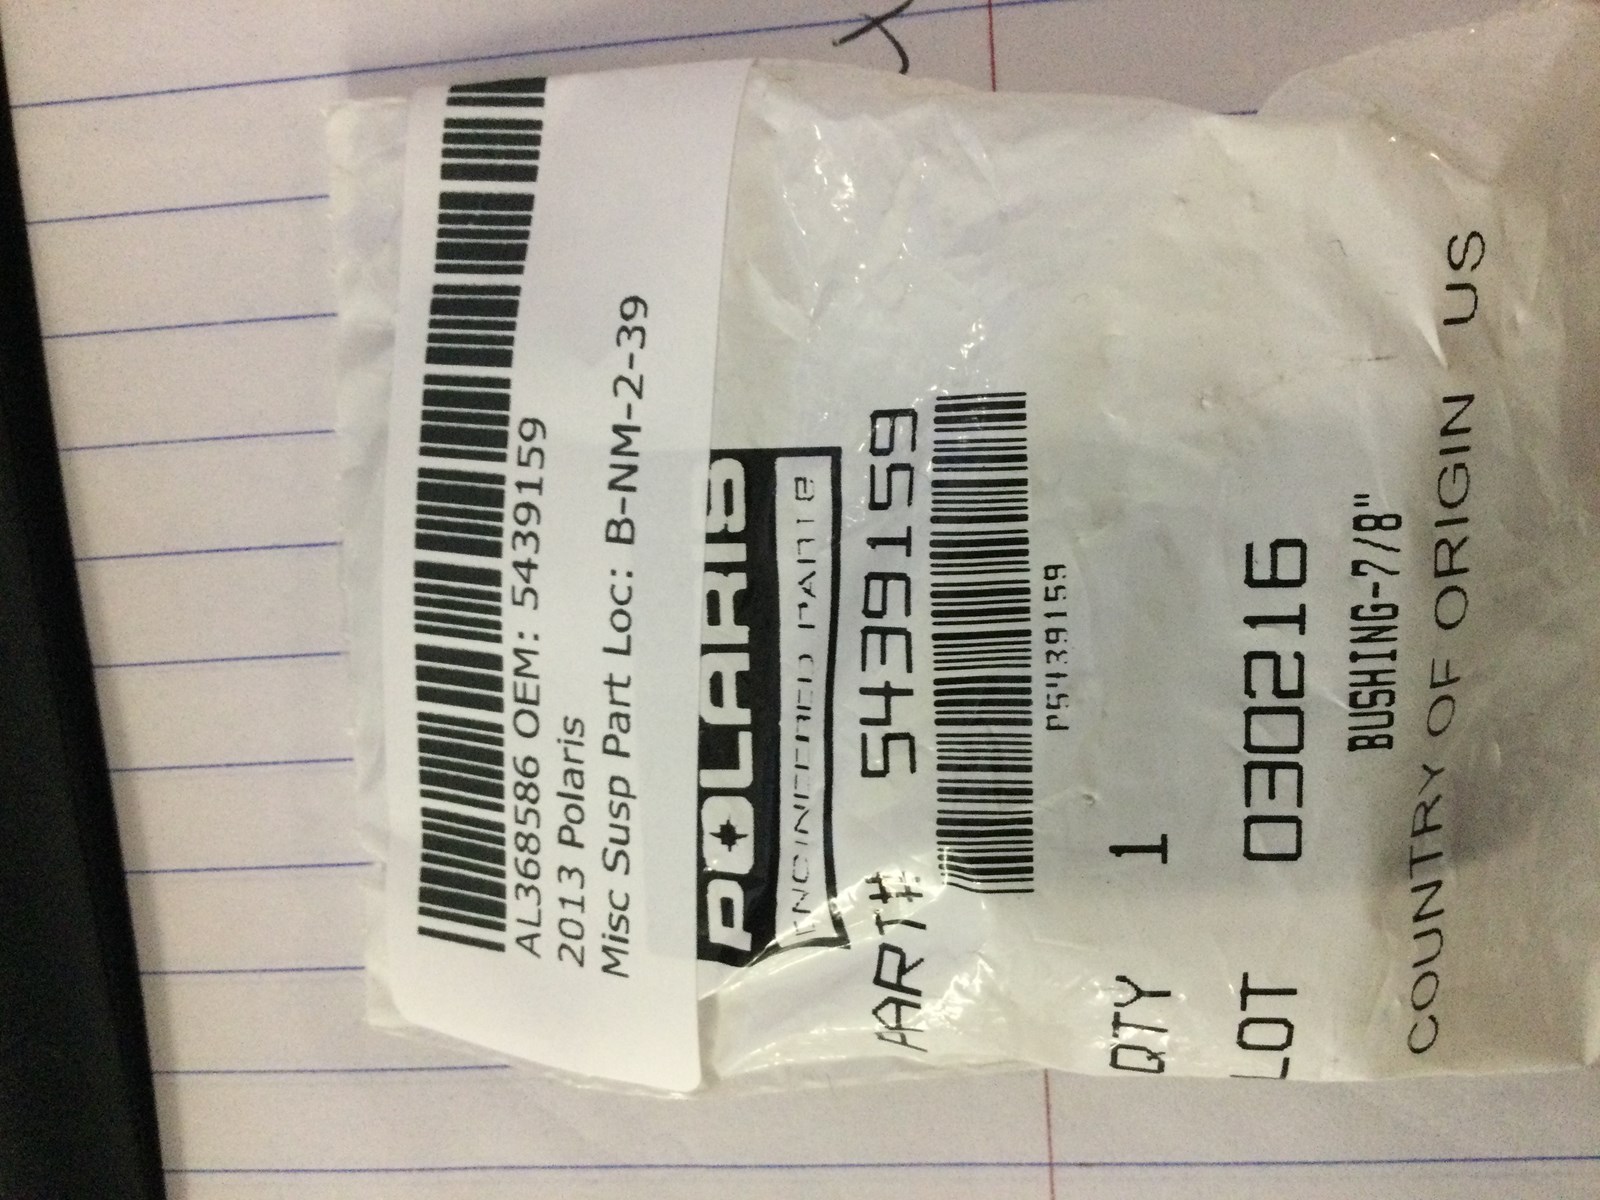 AL368586 OEM: 5439159
2013 Polaris
Misc Susp Part Loc: B-NM-2-39
POLARIS
ENGINEERED PARTS
PART# 5439159
P5439159
QTY 1
LOT 030216
BUSHING-7/8"
COUNTRY OF ORIGIN US